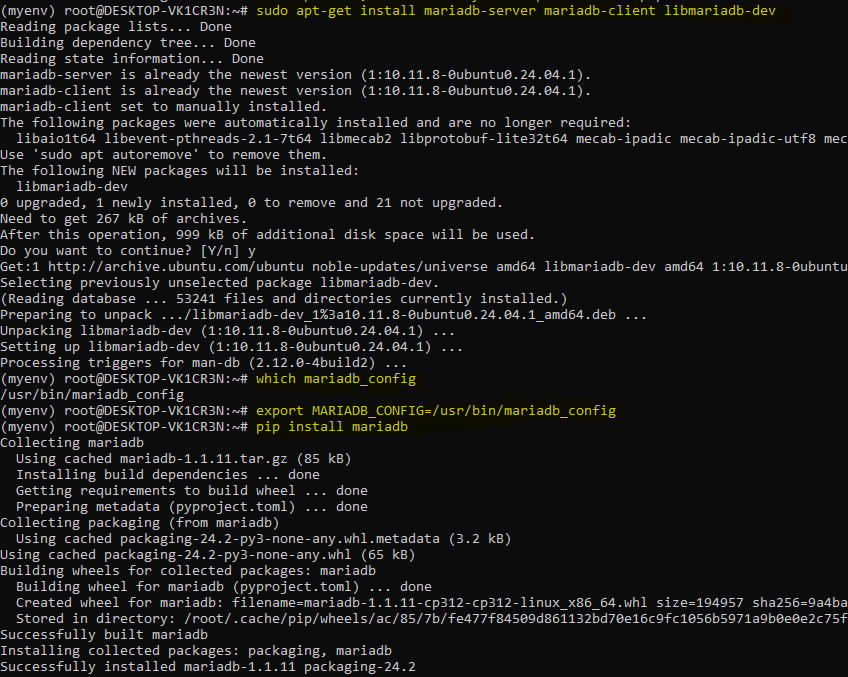 (myenv) root@DESKTOP-VK1CR3N:~# sudo apt-get install mariadb-server mariadb-client libmariadb-dev
Reading package lists... Done
Building dependency tree... Done
Reading state information... Done
mariadb-server is already the newest version (1:10.11.8-0ubuntu0.24.04.1).
mariadb-client is already the newest version (1:10.11.8-0ubuntu0.24.04.1).
mariadb-client set to manually installed.
The following packages were automatically installed and are no longer required:
  libaio1t64 libevent-pthreads-2.1-7t64 libmecab2 libprotobuf-lite32t64 mecab-ipadic mecab-ipadic-utf8 mec
Use 'sudo apt autoremove' to remove them.
The following NEW packages will be installed:
  libmariadb-dev
0 upgraded, 1 newly installed, 0 to remove and 21 not upgraded.
Need to get 267 kB of archives.
After this operation, 999 kB of additional disk space will be used.
Do you want to continue? [Y/n] y
Get:1 http://archive.ubuntu.com/ubuntu noble-updates/universe amd64 libmariadb-dev amd64 1:10.11.8-0ubuntu
Selecting previously unselected package libmariadb-dev.
(Reading database ... 53241 files and directories currently installed.)
Preparing to unpack .../libmariadb-dev_1%3a10.11.8-0ubuntu0.24.04.1_amd64.deb ...
Unpacking libmariadb-dev (1:10.11.8-0ubuntu0.24.04.1) ...
Setting up libmariadb-dev (1:10.11.8-0ubuntu0.24.04.1) ...
Processing triggers for man-db (2.12.0-4build2) ...
(myenv) root@DESKTOP-VK1CR3N:~# which mariadb_config
/usr/bin/mariadb_config
(myenv) root@DESKTOP-VK1CR3N:~# export MARIADB_CONFIG=/usr/bin/mariadb_config
(myenv) root@DESKTOP-VK1CR3N:~# pip install mariadb
Collecting mariadb
  Using cached mariadb-1.1.11.tar.gz (85 kB)
  Installing build dependencies ... done
  Getting requirements to build wheel ... done
  Preparing metadata (pyproject.toml) ... done
Collecting packaging (from mariadb)
  Using cached packaging-24.2-py3-none-any.whl.metadata (3.2 kB)
Using cached packaging-24.2-py3-none-any.whl (65 kB)
Building wheels for collected packages: mariadb
  Building wheel for mariadb (pyproject.toml) ... done
  Created wheel for mariadb: filename=mariadb-1.1.11-cp312-cp312-linux_x86_64.whl size=194957 sha256=9a4ba
  Stored in directory: /root/.cache/pip/wheels/ac/85/7b/fe477f84509d861132bd70e16c9fc1056b5971a9b0e0e2c75f
Successfully built mariadb
Installing collected packages: packaging, mariadb
Successfully installed mariadb-1.1.11 packaging-24.2